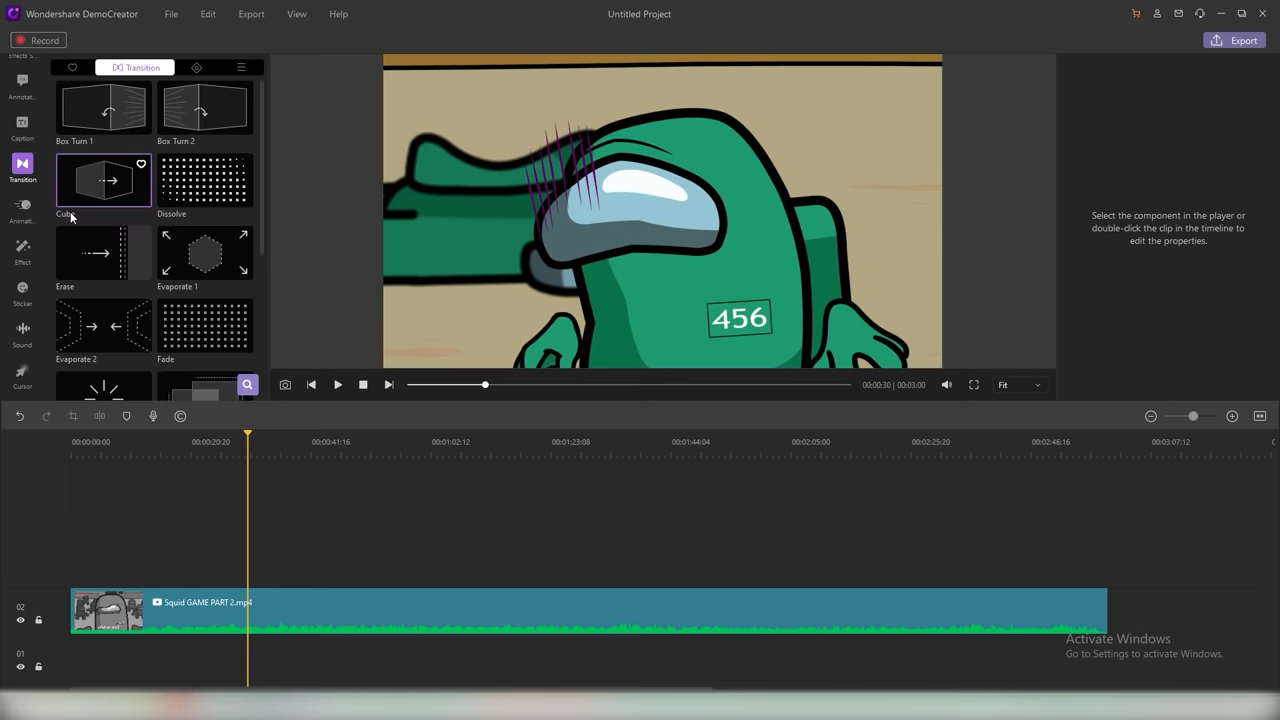 Wondershare DemoCreator File Edit Export View Help Untitled Project
Record Export
Effects S...
Annotat...
Caption
Transition
Animati...
Effect
Sticker
Sound
Cursor
Transition
Box Turn 1 Box Turn 2
Cube Dissolve
Erase Evaporate 1
Evaporate 2 Fade
456
Select the component in the player or
double-click the clip in the timeline to
edit the properties.
00:00:30 | 00:03:00 Fit
00:00:00:00 00:00:20:20 00:00:41:16 00:01:02:12 00:01:23:08 00:01:44:04 00:02:05:00 00:02:25:20 00:02:46:16 00:03:07:12
02 Squid GAME PART 2.mp4
01
Activate Windows
Go to Settings to activate Windows.